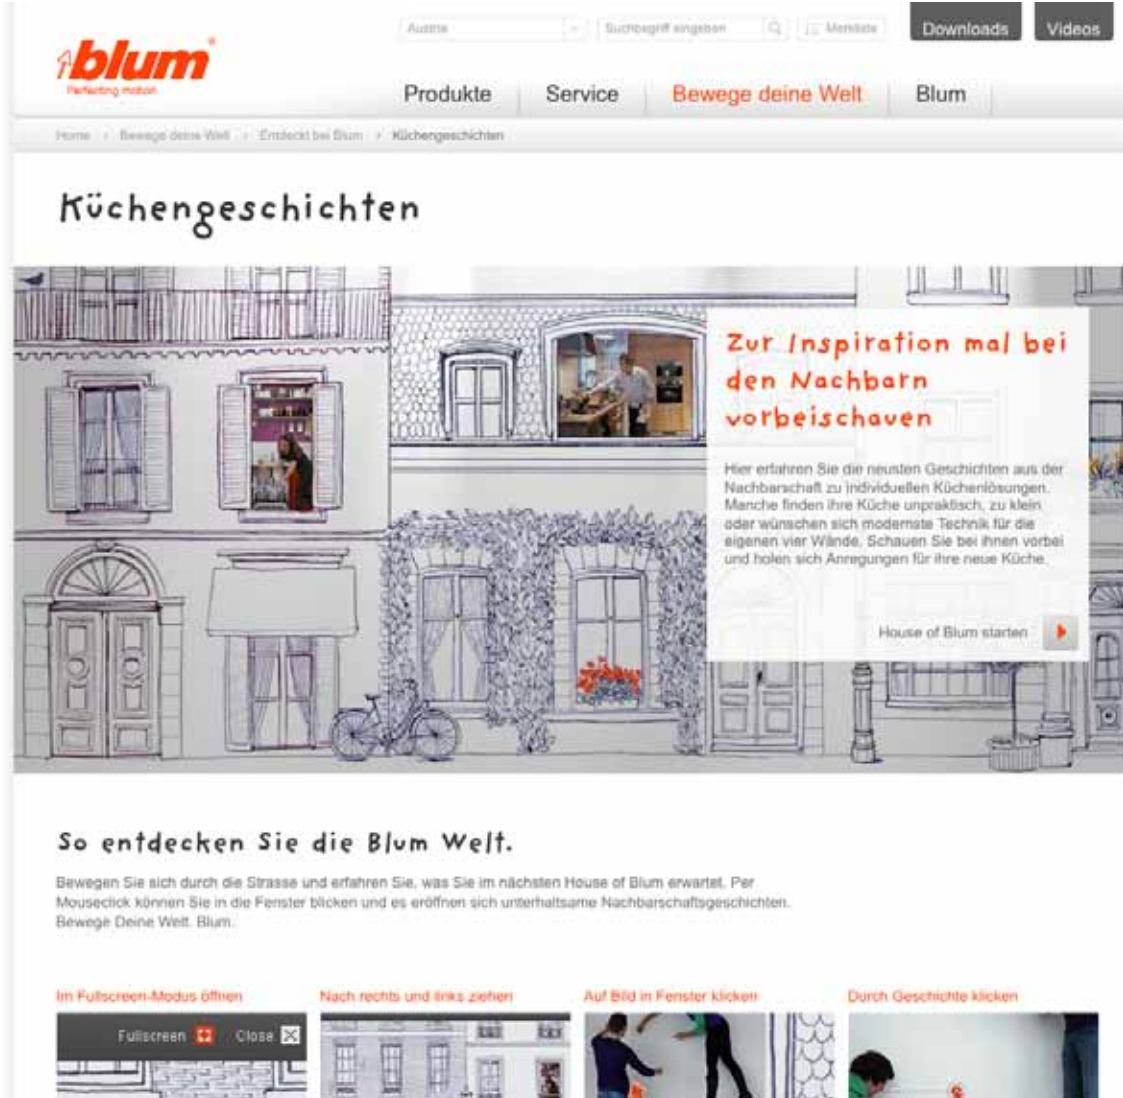 Austria
Suchbegriff eingeben
Merkliste
Downloads
Videos
blum®
Perfecting motion
Produkte
Service
Bewege deine Welt
Blum
Home › Bewege deine Welt › Entdeckt bei Blum › Küchengeschichten
Küchengeschichten
Zur Inspiration mal bei
den Nachbarn
vorbeischauen
Hier erfahren Sie die neusten Geschichten aus der
Nachbarschaft zu individuellen Küchenlösungen.
Manche finden ihre Küche unpraktisch, zu klein
oder wünschen sich modernste Technik für die
eigenen vier Wände. Schauen Sie bei ihnen vorbei
und holen sich Anregungen für ihre neue Küche.
House of Blum starten
So entdecken Sie die Blum Welt.
Bewegen Sie sich durch die Strasse und erfahren Sie, was Sie im nächsten House of Blum erwartet. Per
Mouseclick können Sie in die Fenster blicken und es eröffnen sich unterhaltsame Nachbarschaftsgeschichten.
Bewege Deine Welt. Blum.
Im Fullscreen-Modus öffnen
Nach rechts und links ziehen
Auf Bild in Fenster klicken
Durch Geschichte klicken
Fullscreen
Close